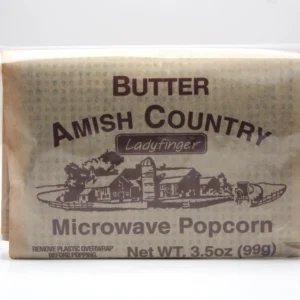 BUTTER
AMISH COUNTRY
Ladyfinger
Microwave Popcorn
REMOVE PLASTIC OVERWRAP
BEFORE POPPING.
Net WT. 3.5oz (99g)